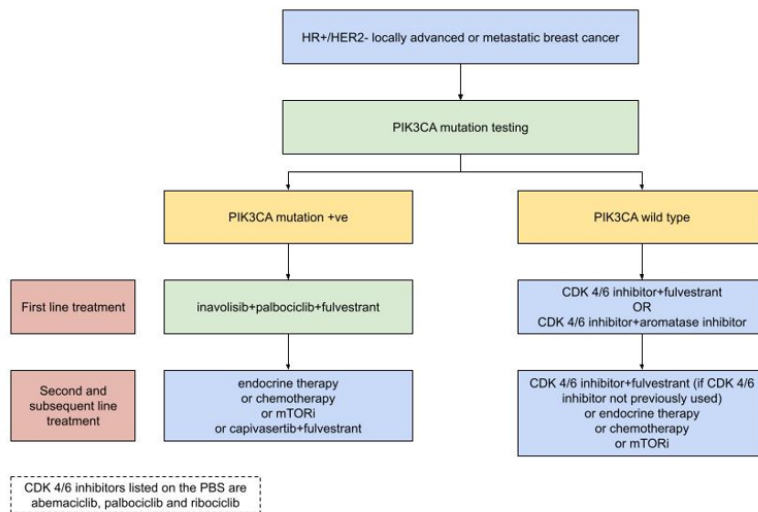 HR+/HER2- locally advanced or metastatic breast cancer
PIK3CA mutation testing
PIK3CA mutation +ve
PIK3CA wild type
First line treatment
inavolisib+palbociclib+fulvestrant
CDK 4/6 inhibitor+fulvestrant
OR
CDK 4/6 inhibitor+aromatase inhibitor
Second and
subsequent line
treatment
endocrine therapy
or chemotherapy
or mTORi
or capivasertib+fulvestrant
CDK 4/6 inhibitor+fulvestrant (if CDK 4/6
inhibitor not previously used)
or endocrine therapy
or chemotherapy
or mTORi
CDK 4/6 inhibitors listed on the PBS are
abemaciclib, palbociclib and ribociclib